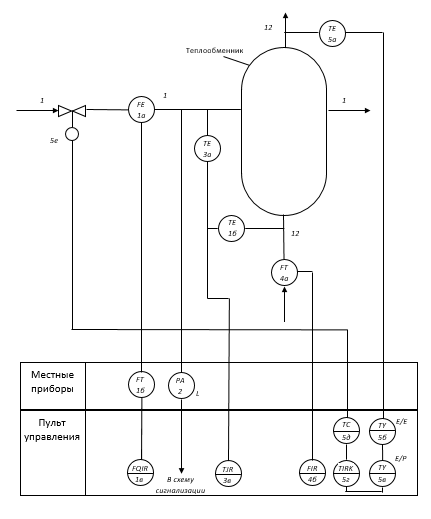 12
TE
5а
Теплообменник
1
FE
1а
1
1
5е
TE
3а
TE
1б
12
FT
4а
Местные
приборы
FT
1б
PA
2
L
Пульт
управления
TC
5д
TY
5б
E/E
FQIR
1в
В схему
сигнализации
TJR
3в
FIR
4б
TIRK
5г
TY
5в
E/P